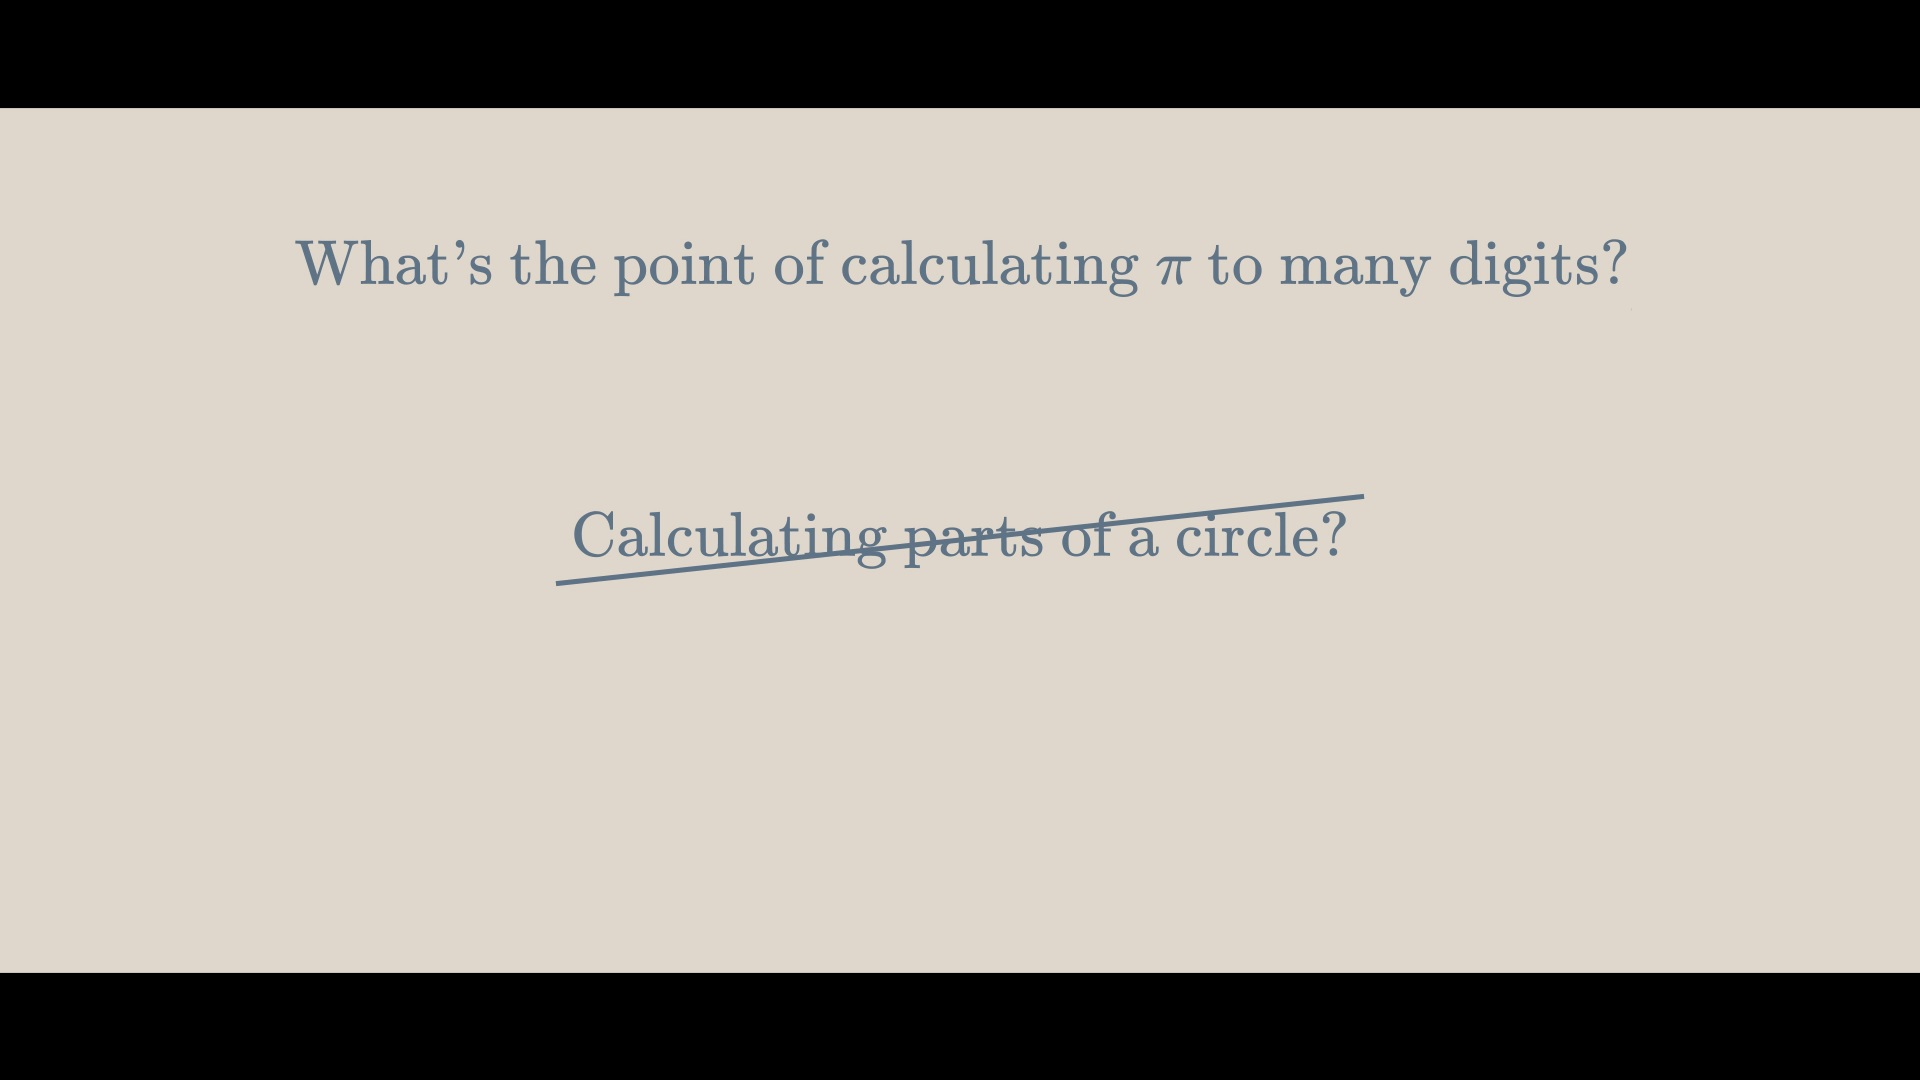 What’s the point of calculating π to many digits?
Calculating parts of a circle?